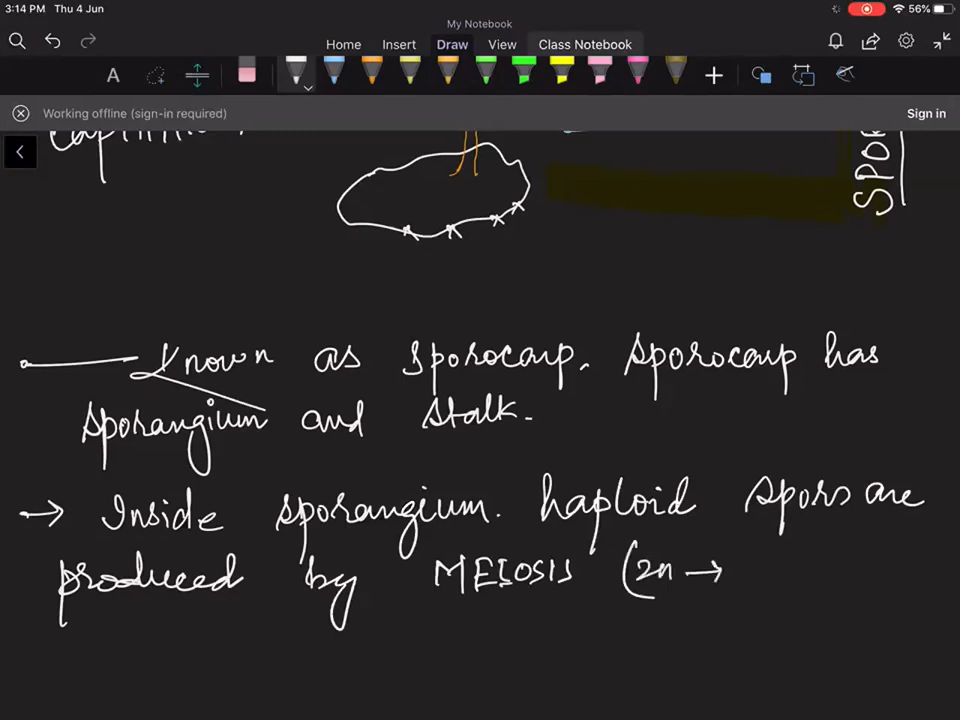 3:14 PM Thu 4 Jun
56%
My Notebook
Home Insert Draw View Class Notebook
A
Working offline (sign-in required) Sign in
SPOR
known as Sporocarp. Sporocarp has
Sporangium and stalk.
→ Inside sporangium. haploid spors are
produced by MEIOSIS (2n →